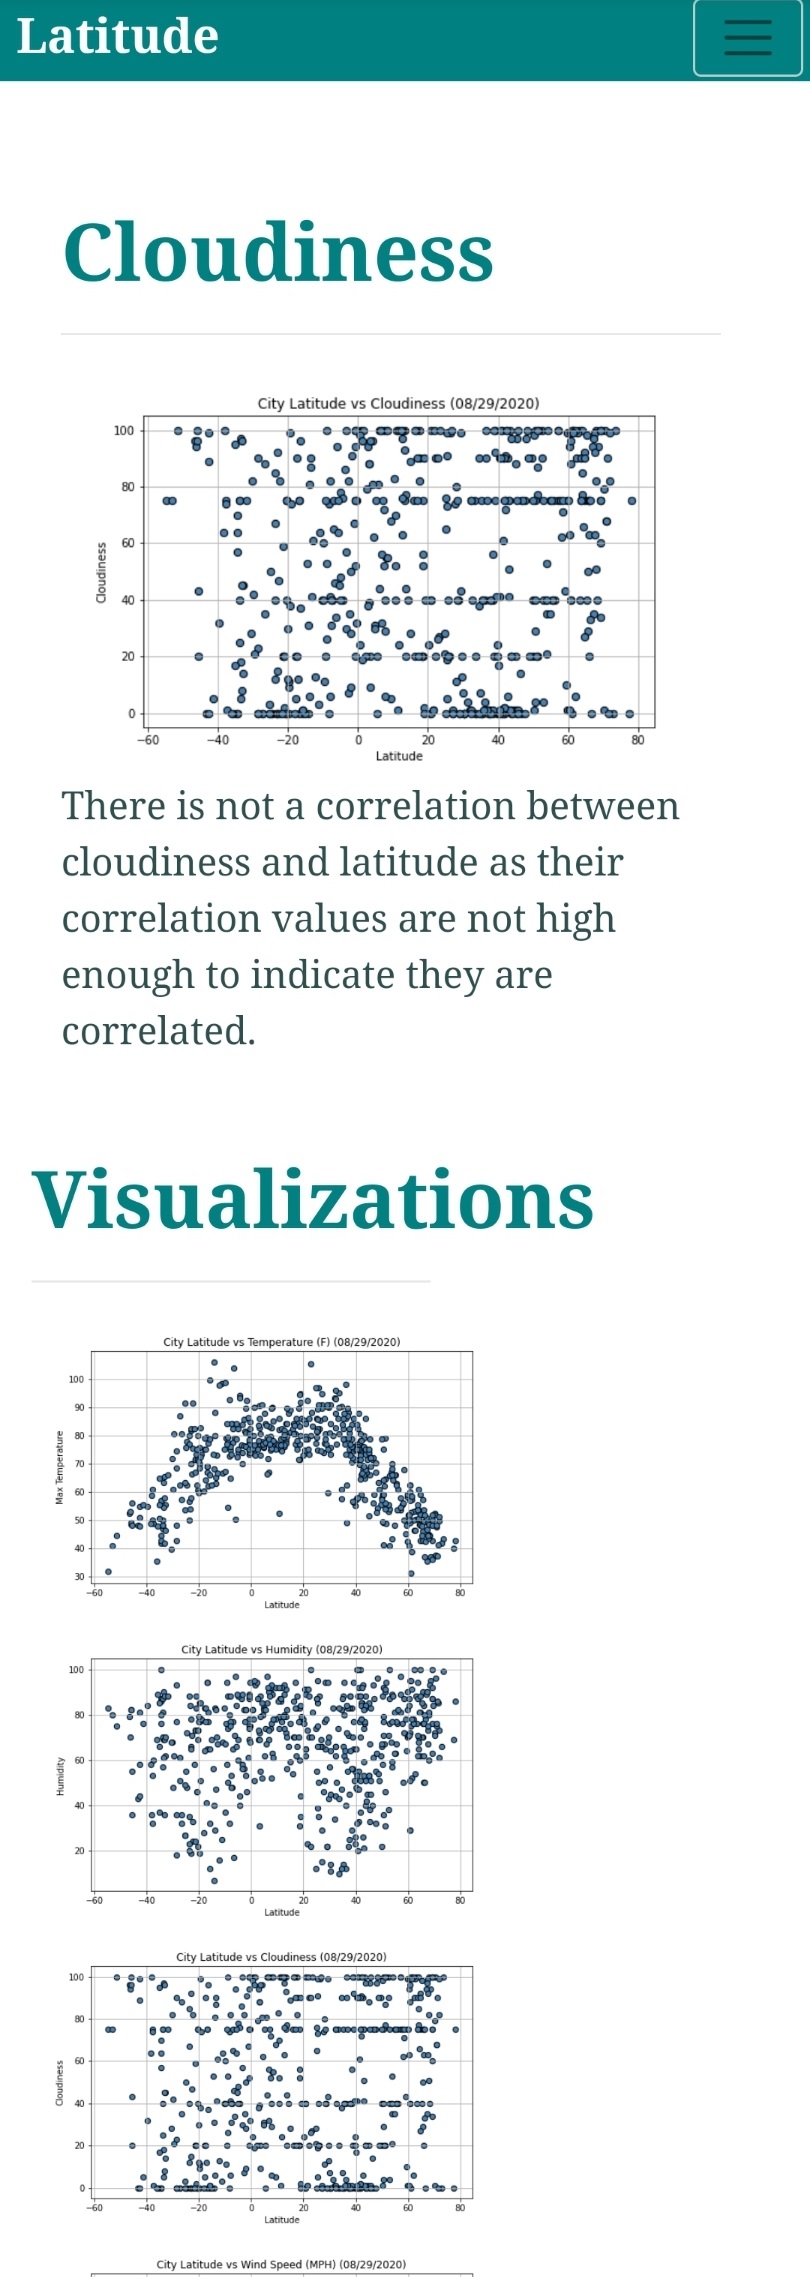 Latitude
Cloudiness
City Latitude vs Cloudiness (08/29/2020)
100
80
60
40
20
0
Cloudiness
−60 −40 −20 0 20 40 60 80
Latitude
There is not a correlation between
cloudiness and latitude as their
correlation values are not high
enough to indicate they are
correlated.
Visualizations
City Latitude vs Temperature (F) (08/29/2020)
100
90
80
70
60
50
40
30
Max Temperature
−60 −40 −20 0 20 40 60 80
Latitude
City Latitude vs Humidity (08/29/2020)
100
80
60
40
20
Humidity
−60 −40 −20 0 20 40 60 80
Latitude
City Latitude vs Cloudiness (08/29/2020)
100
80
60
40
20
0
Cloudiness
−60 −40 −20 0 20 40 60 80
Latitude
City Latitude vs Wind Speed (MPH) (08/29/2020)